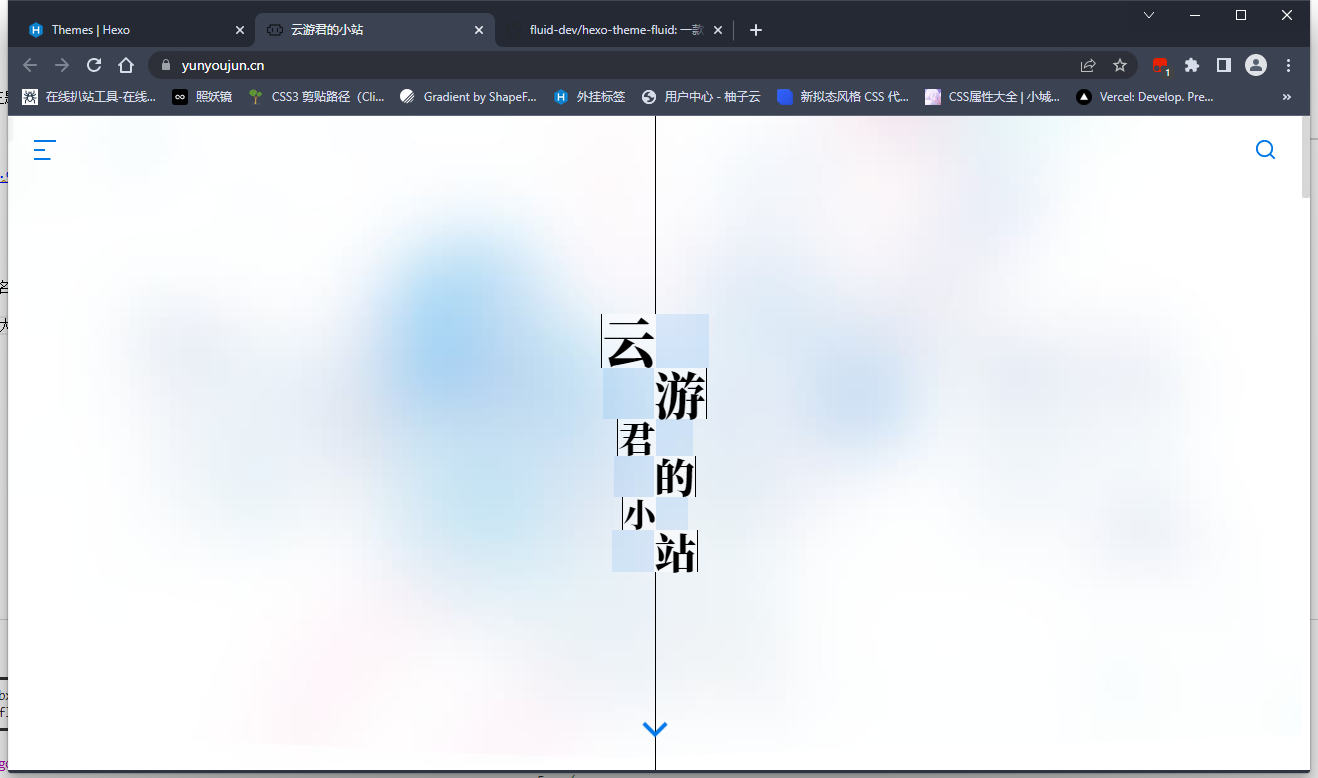 Themes | Hexo
云游君的小站
fluid-dev/hexo-theme-fluid: 一款
yunyoujun.cn
1
在线扒站工具-在线...
照妖镜
CSS3 剪贴路径（Cli...
Gradient by ShapeF...
外挂标签
用户中心 - 柚子云
新拟态风格 CSS 代...
CSS属性大全 | 小城...
Vercel: Develop. Pre...
云
游
君
的
小
站